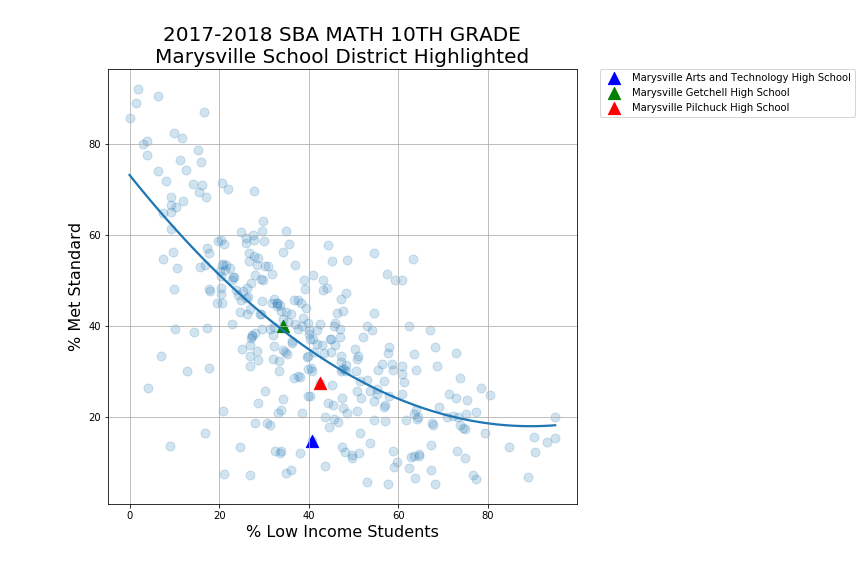 2017-2018 SBA MATH 10TH GRADE
Marysville School District Highlighted
Marysville Arts and Technology High School
Marysville Getchell High School
Marysville Pilchuck High School
% Met Standard
80
60
40
20
0
20
40
60
80
% Low Income Students